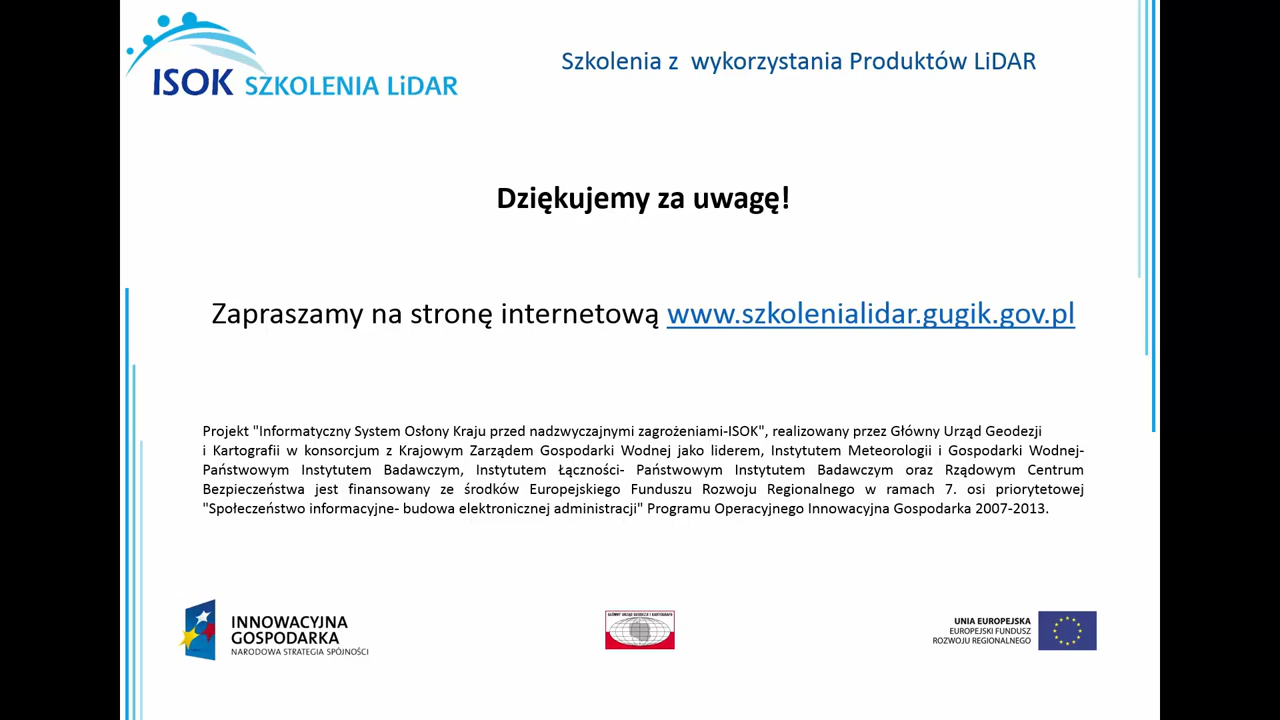 ISOK SZKOLENIA LiDAR
Szkolenia z wykorzystania Produktów LiDAR
Dziękujemy za uwagę!
Zapraszamy na stronę internetową www.szkolenialidar.gugik.gov.pl
Projekt "Informatyczny System Osłony Kraju przed nadzwyczajnymi zagrożeniami-ISOK", realizowany przez Główny Urząd Geodezji
i Kartografii w konsorcjum z Krajowym Zarządem Gospodarki Wodnej jako liderem, Instytutem Meteorologii i Gospodarki Wodnej-
Państwowym Instytutem Badawczym, Instytutem Łączności- Państwowym Instytutem Badawczym oraz Rządowym Centrum
Bezpieczeństwa jest finansowany ze środków Europejskiego Funduszu Rozwoju Regionalnego w ramach 7. osi priorytetowej
"Społeczeństwo informacyjne- budowa elektronicznej administracji" Programu Operacyjnego Innowacyjna Gospodarka 2007-2013.
INNOWACYJNA
GOSPODARKA
NARODOWA STRATEGIA SPÓJNOŚCI
GŁÓWNY URZĄD GEODEZJI I KARTOGRAFII
UNIA EUROPEJSKA
EUROPEJSKI FUNDUSZ
ROZWOJU REGIONALNEGO